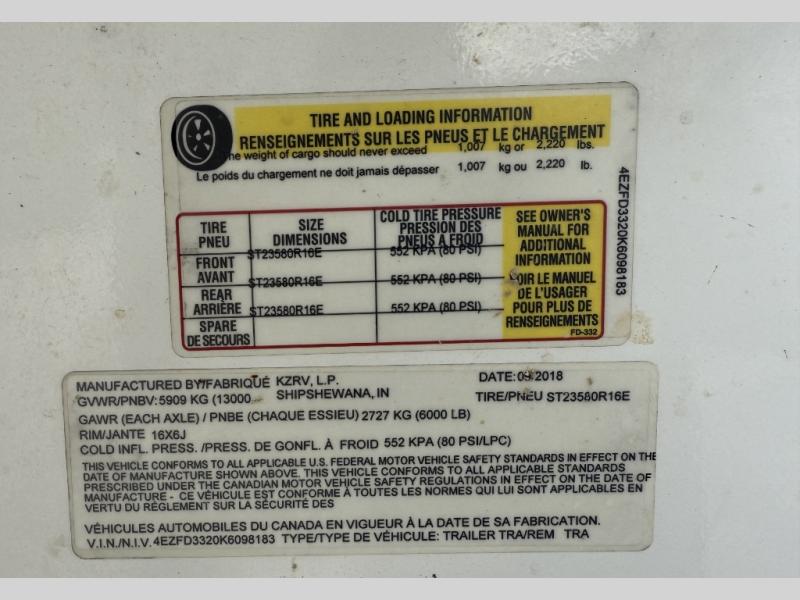 TIRE AND LOADING INFORMATION
RENSEIGNEMENTS SUR LES PNEUS ET LE CHARGEMENT
The weight of cargo should never exceed 1,007 kg or 2,220 lbs.
Le poids du chargement ne doit jamais dépasser 1,007 kg ou 2,220 lb.
TIRE PNEU
SIZE DIMENSIONS
COLD TIRE PRESSURE PRESSION DES PNEUS A FROID
SEE OWNER'S MANUAL FOR ADDITIONAL INFORMATION
FRONT AVANT ST23580R16E 552 KPA (80 PSI)
REAR ARRIÈRE ST23580R16E 552 KPA (80 PSI)
SPARE DE SECOURS ST23580R16E 552 KPA (80 PSI)
VOIR LE MANUEL DE L'USAGER POUR PLUS DE RENSEIGNEMENTS
FD-332
4EZFD3320K6098183
MANUFACTURED BY/FABRIQUÉ KZRV, L.P. DATE: 2018
GVWR/PNBV: 5909 KG (13000 SHIPSHEWANA, IN TIRE/PNEU ST23580R16E
GAWR (EACH AXLE) / PNBE (CHAQUE ESSIEU) 2727 KG (6000 LB)
RIM/JANTE 16X6J
COLD INFL. PRESS. /PRESS. DE GONFL. À FROID 552 KPA (80 PSI/LPC)
THIS VEHICLE CONFORMS TO ALL APPLICABLE U.S. FEDERAL MOTOR VEHICLE SAFETY STANDARDS IN EFFECT ON THE
DATE OF MANUFACTURE SHOWN ABOVE. THIS VEHICLE CONFORMS TO ALL APPLICABLE STANDARDS
PRESCRIBED UNDER THE CANADIAN MOTOR VEHICLE SAFETY REGULATIONS IN EFFECT ON THE DATE OF
MANUFACTURE - CE VÉHICULE EST CONFORME À TOUTES LES NORMES QUI LUI SONT APPLICABLES EN
VERTU DU RÈGLEMENT SUR LA SÉCURITÉ DES
VÉHICULES AUTOMOBILES DU CANADA EN VIGUEUR À LA DATE DE SA FABRICATION.
V.I.N./N.I.V. 4EZFD3320K6098183 TYPE/TYPE DE VÉHICULE: TRAILER TRA/REM TRA